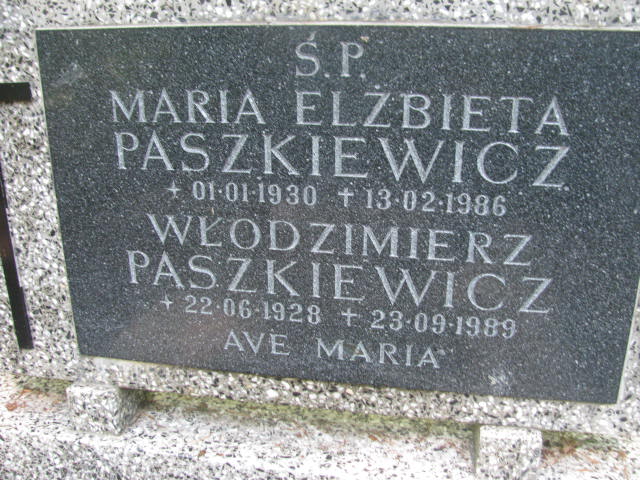 Ś.P.
MARIA ELŻBIETA
PASZKIEWICZ
+ 01·01·1930 + 13·02·1986
WŁODZIMIERZ
PASZKIEWICZ
+ 22·06·1928 + 23·09·1989
AVE MARIA